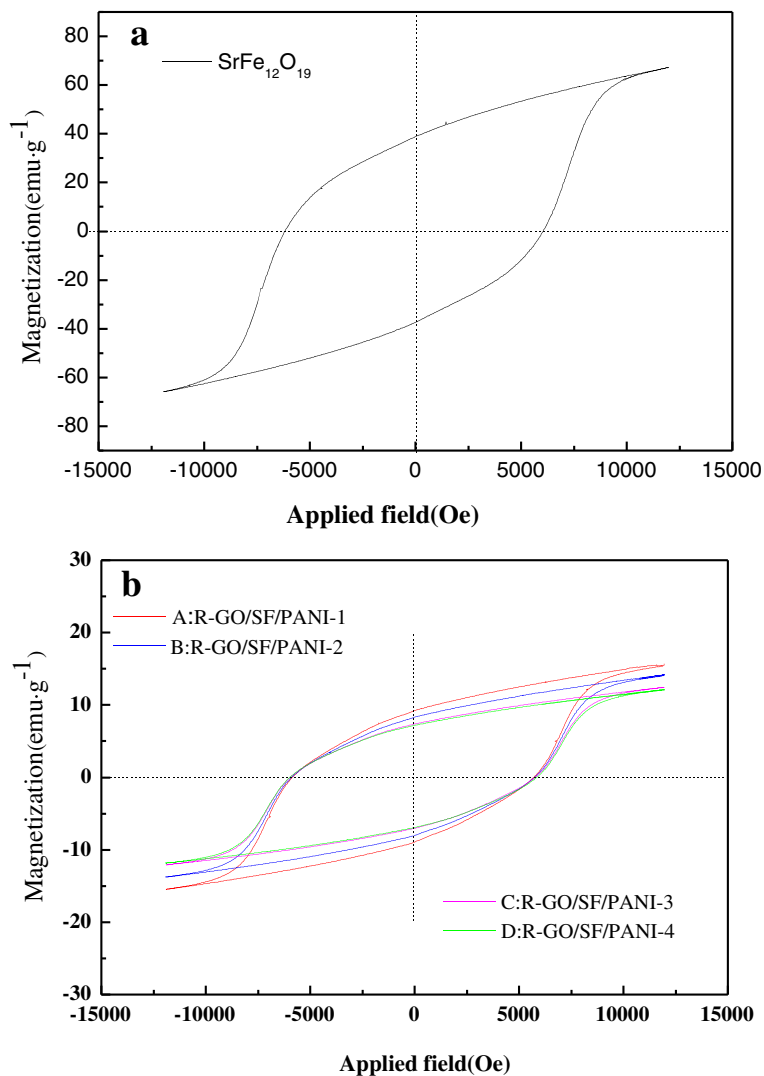 a
SrFe₁₂O₁₉
80
60
40
20
0
-20
-40
-60
-80
Magnetization(emu·g⁻¹)
-15000 -10000 -5000 0 5000 10000 15000
Applied field(Oe)
b
30
20
10
0
-10
-20
-30
Magnetization(emu·g⁻¹)
A:R-GO/SF/PANI-1
B:R-GO/SF/PANI-2
C:R-GO/SF/PANI-3
D:R-GO/SF/PANI-4
-15000 -10000 -5000 0 5000 10000 15000
Applied field(Oe)